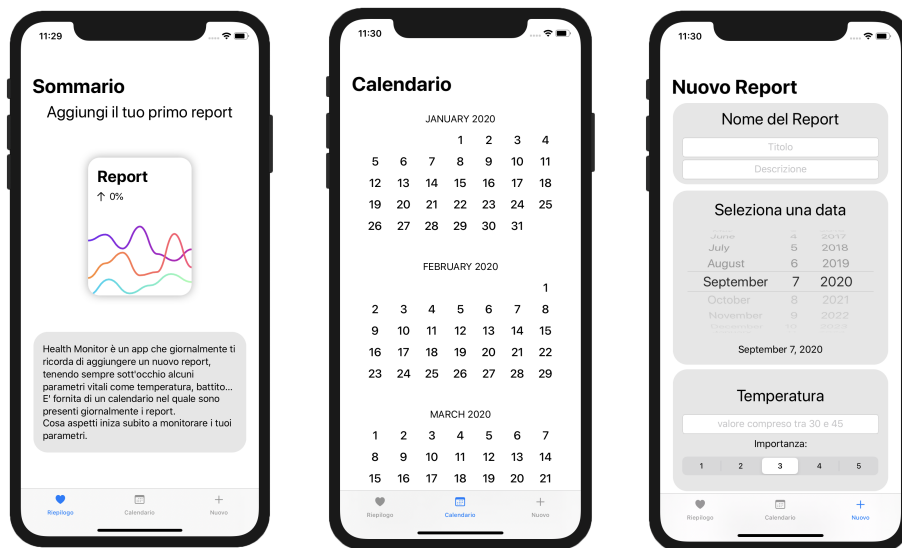 11:29
Sommario
Aggiungi il tuo primo report
Report
↑ 0%
Health Monitor è un app che giornalmente ti
ricorda di aggiungere un nuovo report,
tenendo sempre sott'occhio alcuni
parametri vitali come temperatura, battito...
E' fornita di un calendario nel quale sono
presenti giornalmente i report.
Cosa aspetti iniza subito a monitorare i tuoi
parametri.
Riepilogo
Calendario
Nuovo
11:30
Calendario
JANUARY 2020
1 2 3 4
5 6 7 8 9 10 11
12 13 14 15 16 17 18
19 20 21 22 23 24 25
26 27 28 29 30 31
FEBRUARY 2020
1
2 3 4 5 6 7 8
9 10 11 12 13 14 15
16 17 18 19 20 21 22
23 24 25 26 27 28 29
MARCH 2020
1 2 3 4 5 6 7
8 9 10 11 12 13 14
15 16 17 18 19 20 21
Riepilogo
Calendario
Nuovo
11:30
Nuovo Report
Nome del Report
Titolo
Descrizione
Seleziona una data
June 4 2017
July 5 2018
August 6 2019
September 7 2020
October 8 2021
November 9 2022
September 7, 2020
Temperatura
valore compreso tra 30 e 45
Importanza:
1 2 3 4 5
Riepilogo
Calendario
Nuovo